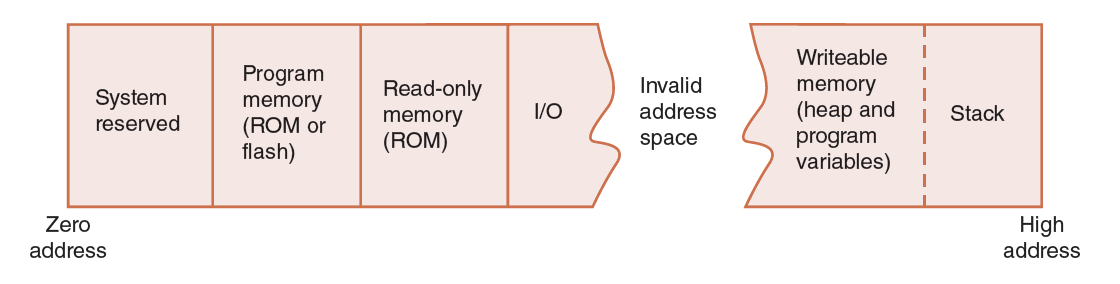 System
reserved
Program
memory
(ROM or
flash)
Read-only
memory
(ROM)
I/O
Invalid
address
space
Writeable
memory
(heap and
program
variables)
Stack
Zero
address
High
address